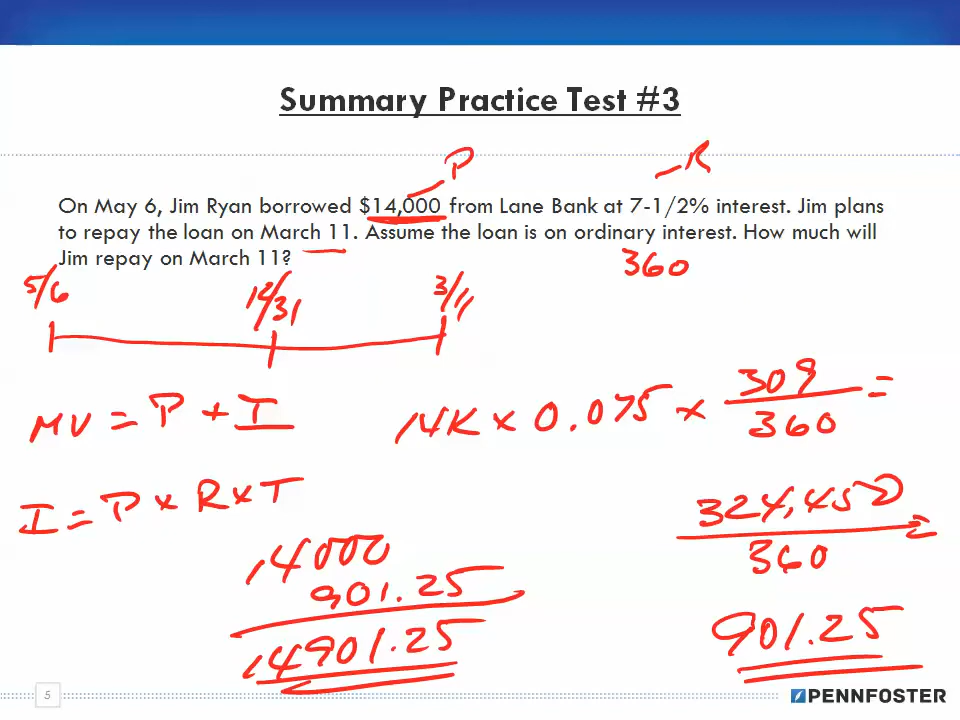 Summary Practice Test #3
P
R
On May 6, Jim Ryan borrowed $14,000 from Lane Bank at 7-1/2% interest. Jim plans
to repay the loan on March 11. Assume the loan is on ordinary interest. How much will
Jim repay on March 11?
360
5/6
12/31
3/11
MV = P + I
14K x 0.075 x 309/360 =
I = P x R x T
324,450/360 =
14000
901.25
14901.25
901.25
5
PENNFOSTER